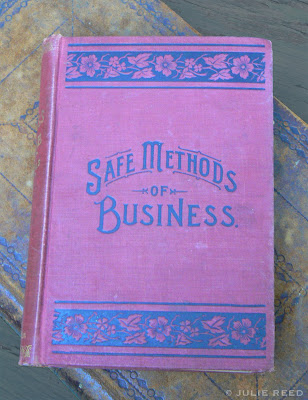 SAFE METHODS
OF
BUSINESS.
© JULIE REED